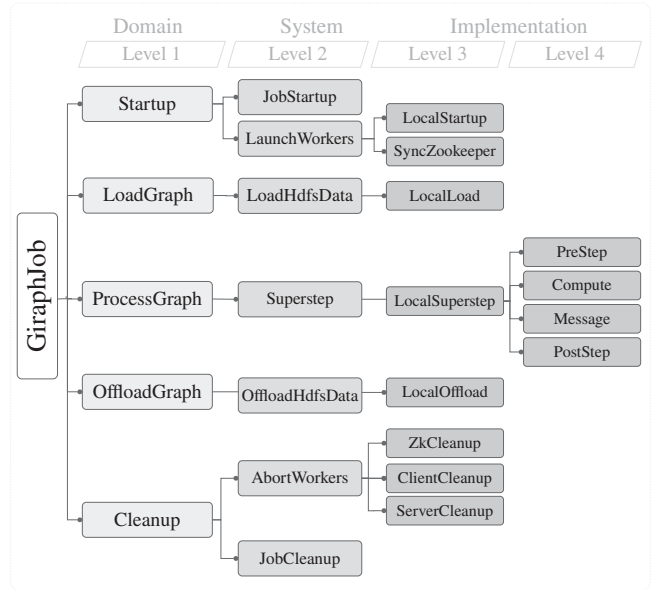 Domain
System
Implementation
Level 1
Level 2
Level 3
Level 4
GiraphJob
Startup
JobStartup
LaunchWorkers
LocalStartup
SyncZookeeper
LoadGraph
LoadHdfsData
LocalLoad
ProcessGraph
Superstep
LocalSuperstep
PreStep
Compute
Message
PostStep
OffloadGraph
OffloadHdfsData
LocalOffload
Cleanup
AbortWorkers
ZkCleanup
ClientCleanup
ServerCleanup
JobCleanup